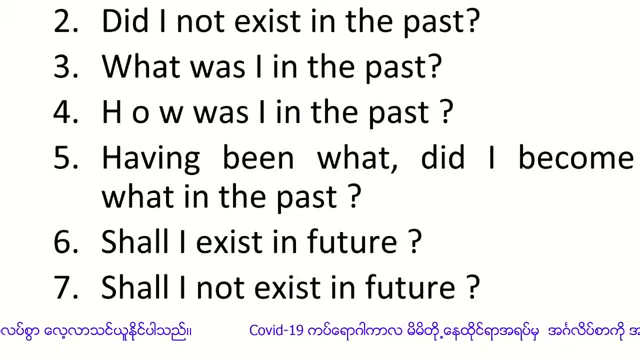 2. Did I not exist in the past?
3. What was I in the past?
4. H o w was I in the past ?
5. Having been what, did I become
what in the past ?
6. Shall I exist in future ?
7. Shall I not exist in future ?
လပ်စွာ လေ့လာသင်ယူနိုင်ပါသည်။ Covid-19 ကပ်ရောဂါကာလ မိမိတို့ နေထိုင်ရာအရပ်မှ အင်္ဂလိပ်စာကို အ